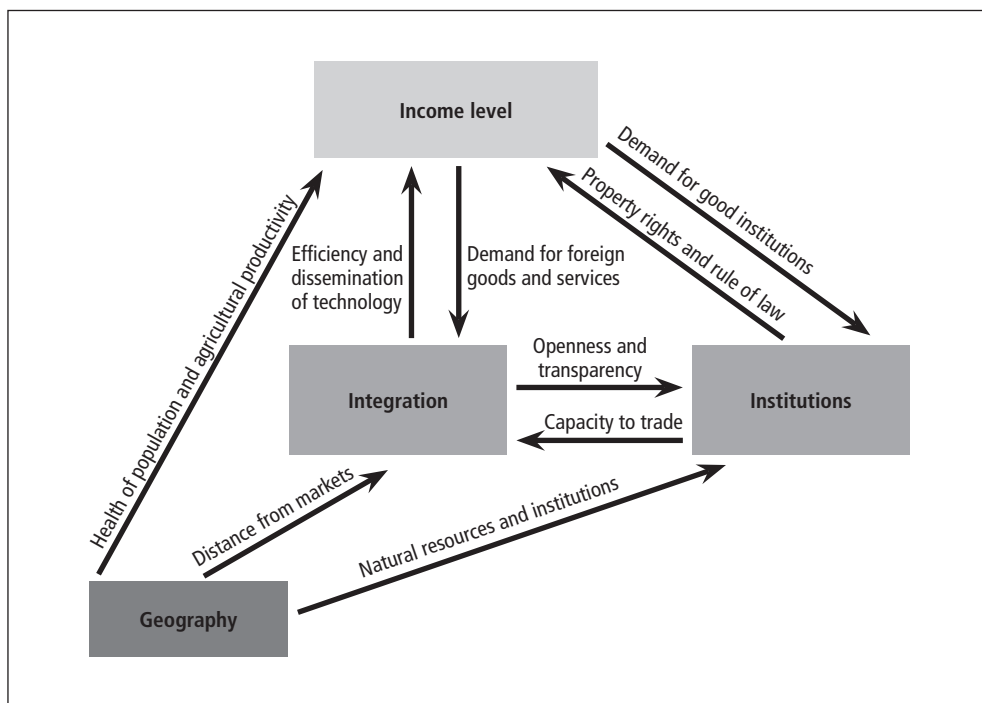 Income level
Demand for good institutions
Property rights and rule of law
Health of population and agricultural productivity
Efficiency and
dissemination
of technology
Demand for foreign
goods and services
Openness and
transparency
Integration
Institutions
Capacity to trade
Distance from markets
Natural resources and institutions
Geography